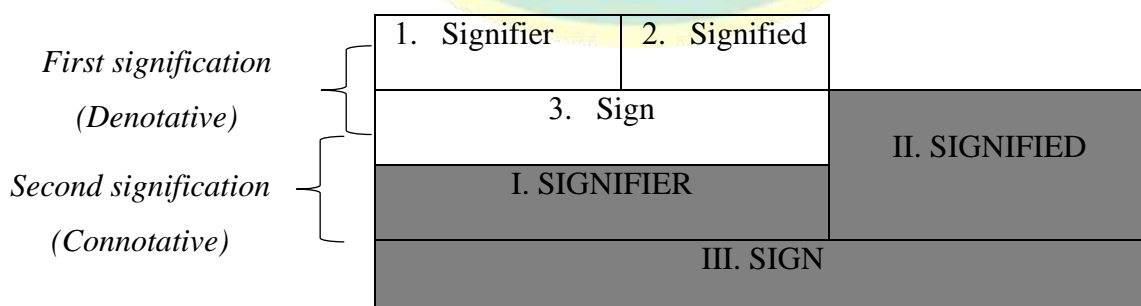 1. Signifier
2. Signified
First signification
(Denotative)
3. Sign
II. SIGNIFIED
Second signification
(Connotative)
I. SIGNIFIER
III. SIGN